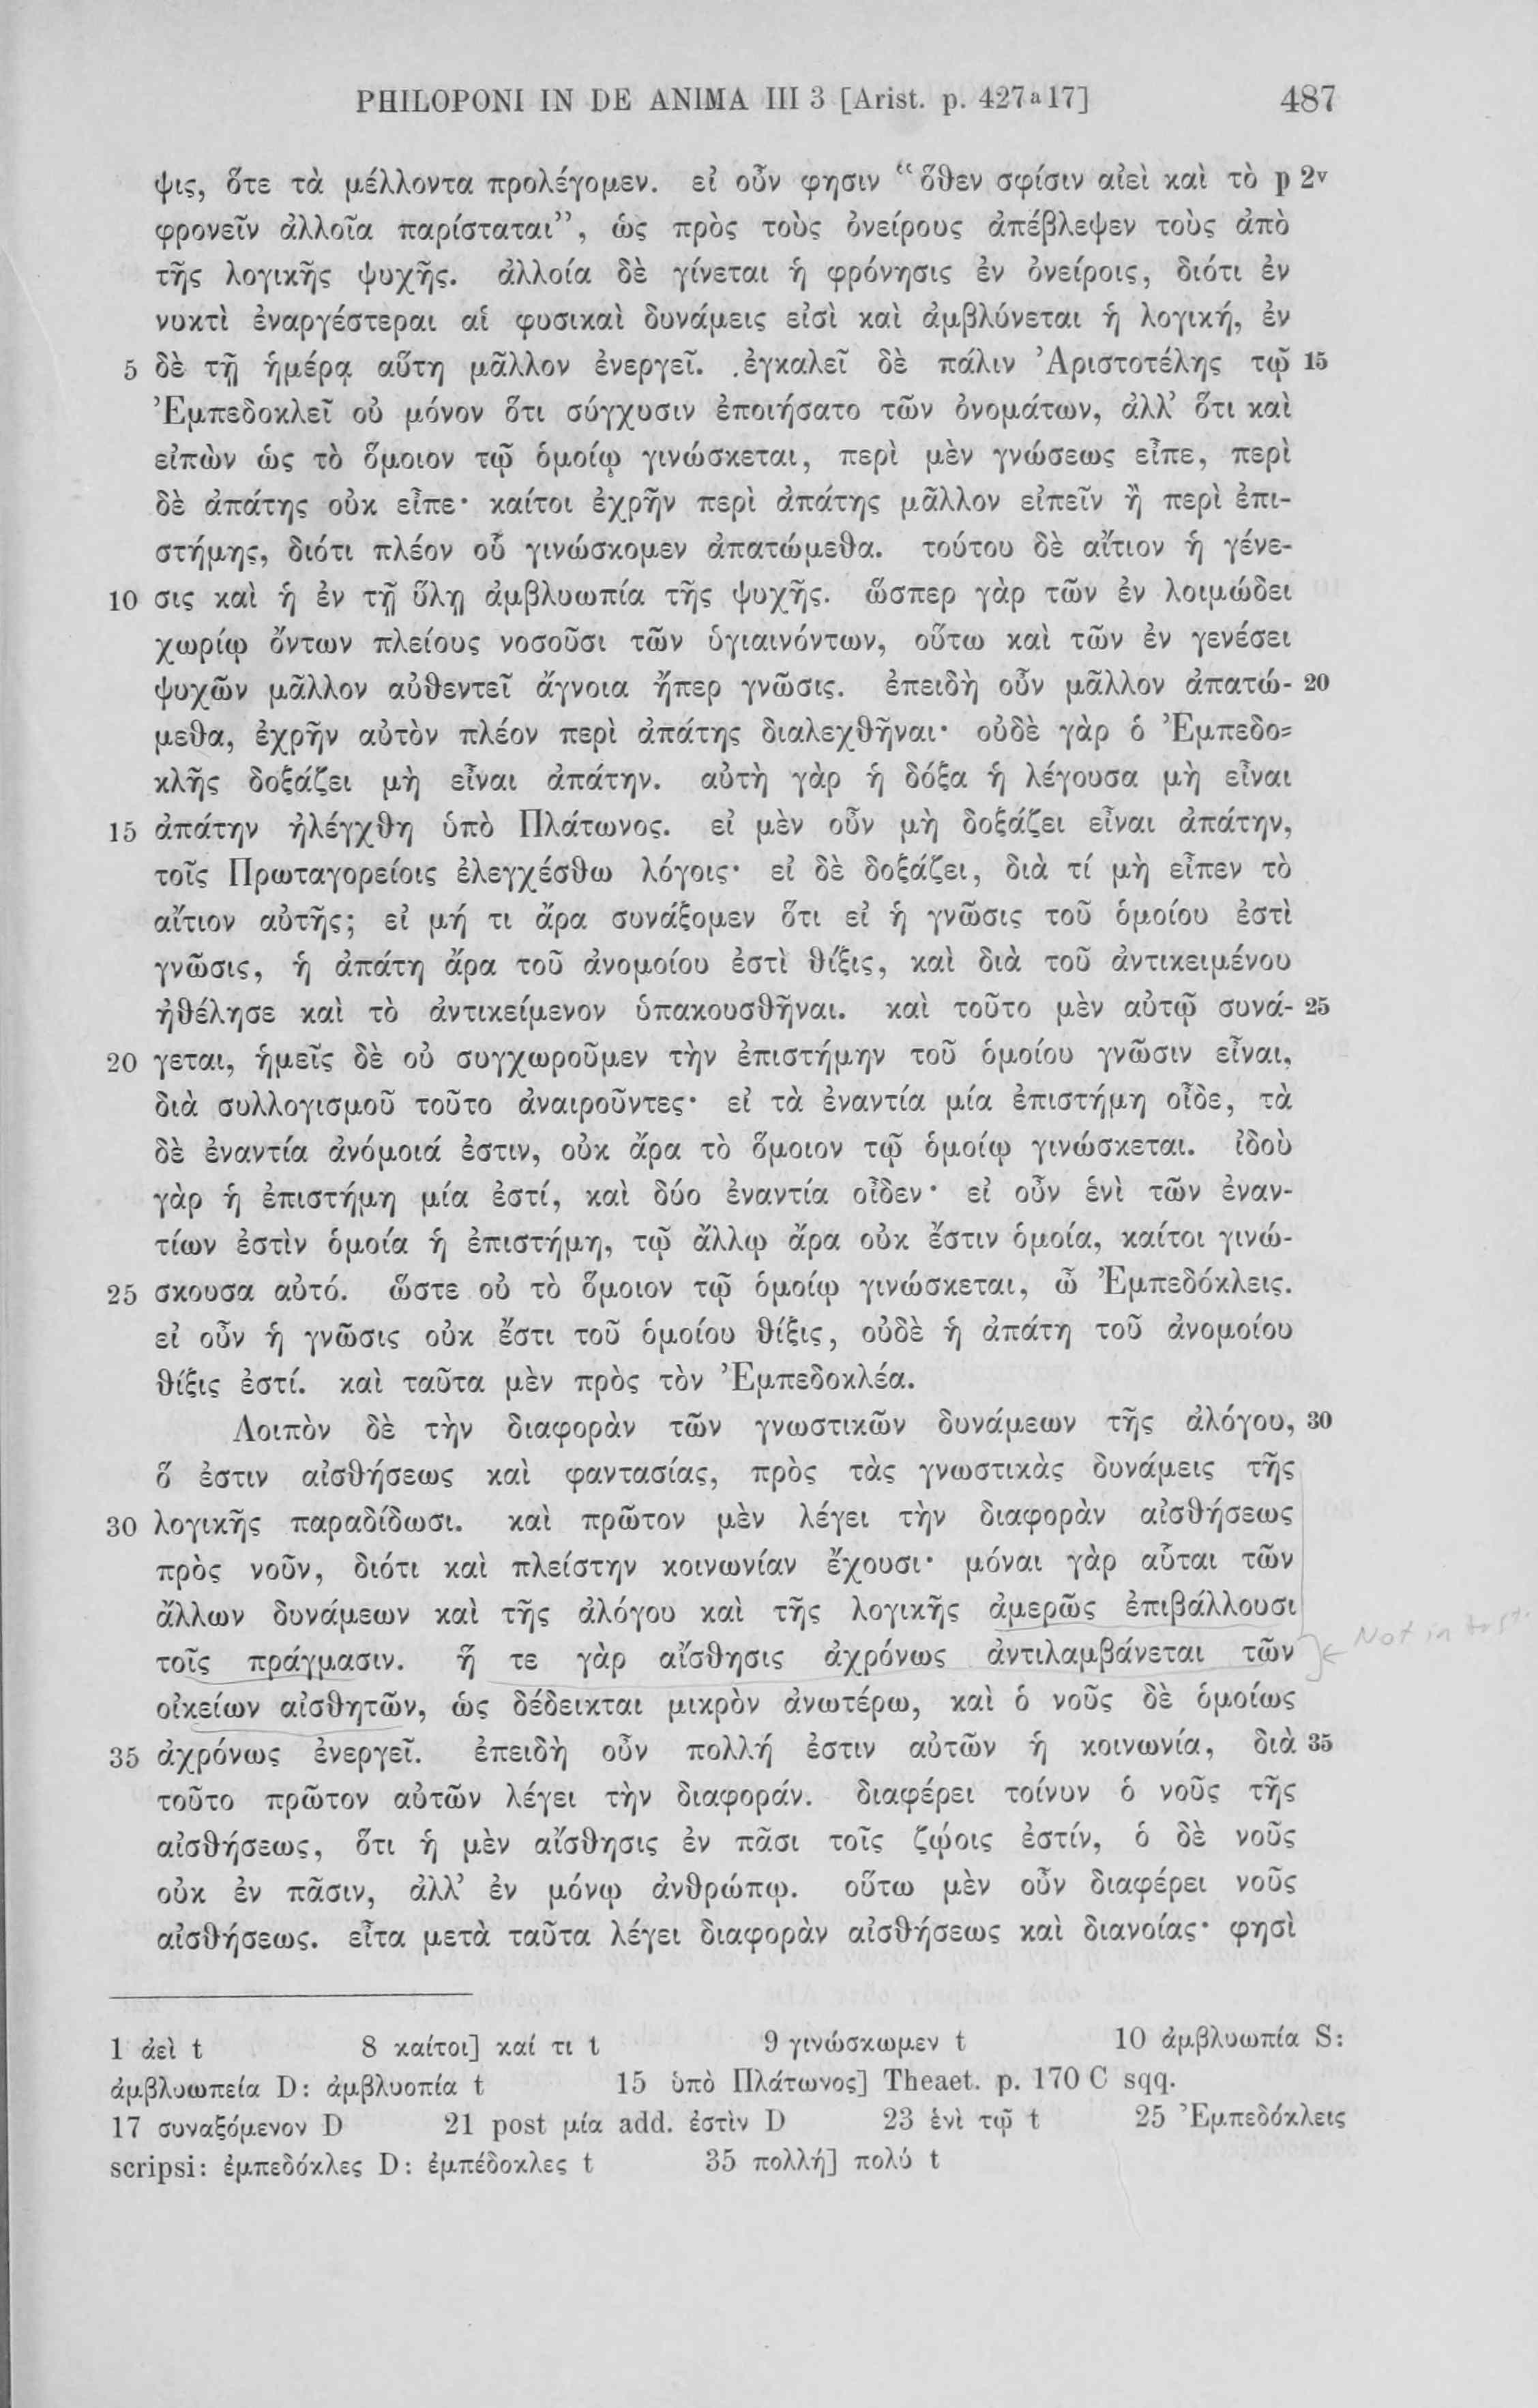 PHILOPONI IN DE ANIMA III 3 [Arist. p. 427ᵃ17] 487
ψις, ὅτε τὰ μέλλοντα προλέγομεν. εἰ οὖν φησιν “ὅθεν σφίσιν αἰεὶ καὶ τὸ p 2ᵛ
φρονεῖν ἀλλοῖα παρίσταται”, ὡς πρὸς τοὺς ὀνείρους ἀπέβλεψεν τοὺς ἀπὸ
τῆς λογικῆς ψυχῆς. ἀλλοία δὲ γίνεται ἡ φρόνησις ἐν ὀνείροις, διότι ἐν
νυκτὶ ἐναργέστεραι αἱ φυσικαὶ δυνάμεις εἰσὶ καὶ ἀμβλύνεται ἡ λογική, ἐν
5 δὲ τῇ ἡμέρᾳ αὕτη μᾶλλον ἐνεργεῖ. ἐγκαλεῖ δὲ πάλιν Ἀριστοτέλης τῷ 15
Ἐμπεδοκλεῖ οὐ μόνον ὅτι σύγχυσιν ἐποιήσατο τῶν ὀνομάτων, ἀλλ’ ὅτι καὶ
εἰπὼν ὡς τὸ ὅμοιον τῷ ὁμοίῳ γινώσκεται, περὶ μὲν γνώσεως εἶπε, περὶ
δὲ ἀπάτης οὐκ εἶπε· καίτοι ἐχρῆν περὶ ἀπάτης μᾶλλον εἰπεῖν ἢ περὶ ἐπι-
στήμης, διότι πλέον οὗ γινώσκομεν ἀπατώμεθα. τούτου δὲ αἴτιον ἡ γένε-
10 σις καὶ ἡ ἐν τῇ ὕλῃ ἀμβλυωπία τῆς ψυχῆς. ὥσπερ γὰρ τῶν ἐν λοιμώδει
χωρίῳ ὄντων πλείους νοσοῦσι τῶν ὑγιαινόντων, οὕτω καὶ τῶν ἐν γενέσει
ψυχῶν μᾶλλον αὐθεντεῖ ἄγνοια ἤπερ γνῶσις. ἐπειδὴ οὖν μᾶλλον ἀπατώ- 20
μεθα, ἐχρῆν αὐτὸν πλέον περὶ ἀπάτης διαλεχθῆναι· οὐδὲ γὰρ ὁ Ἐμπεδο-
κλῆς δοξάζει μὴ εἶναι ἀπάτην. αὐτὴ γὰρ ἡ δόξα ἡ λέγουσα μὴ εἶναι
15 ἀπάτην ἠλέγχθη ὑπὸ Πλάτωνος. εἰ μὲν οὖν μὴ δοξάζει εἶναι ἀπάτην,
τοῖς Πρωταγορείοις ἐλεγχέσθω λόγοις· εἰ δὲ δοξάζει, διὰ τί μὴ εἶπεν τὸ
αἴτιον αὐτῆς; εἰ μή τι ἄρα συνάξομεν ὅτι εἰ ἡ γνῶσις τοῦ ὁμοίου ἐστὶ
γνῶσις, ἡ ἀπάτη ἄρα τοῦ ἀνομοίου ἐστὶ θίξις, καὶ διὰ τοῦ ἀντικειμένου
ἠθέλησε καὶ τὸ ἀντικείμενον ὑπακουσθῆναι. καὶ τοῦτο μὲν αὐτῷ συνά- 25
20 γεται, ἡμεῖς δὲ οὐ συγχωροῦμεν τὴν ἐπιστήμην τοῦ ὁμοίου γνῶσιν εἶναι,
διὰ συλλογισμοῦ τοῦτο ἀναιροῦντες· εἰ τὰ ἐναντία μία ἐπιστήμη οἶδε, τὰ
δὲ ἐναντία ἀνόμοιά ἐστιν, οὐκ ἄρα τὸ ὅμοιον τῷ ὁμοίῳ γινώσκεται. ἰδοὺ
γὰρ ἡ ἐπιστήμη μία ἐστί, καὶ δύο ἐναντία οἶδεν· εἰ οὖν ἑνὶ τῶν ἐναν-
τίων ἐστὶν ὁμοία ἡ ἐπιστήμη, τῷ ἄλλῳ ἄρα οὐκ ἔστιν ὁμοία, καίτοι γινώ-
25 σκουσα αὐτό. ὥστε οὐ τὸ ὅμοιον τῷ ὁμοίῳ γινώσκεται, ὦ Ἐμπεδόκλεις.
εἰ οὖν ἡ γνῶσις οὐκ ἔστι τοῦ ὁμοίου θίξις, οὐδὲ ἡ ἀπάτη τοῦ ἀνομοίου
θίξις ἐστί. καὶ ταῦτα μὲν πρὸς τὸν Ἐμπεδοκλέα.
Λοιπὸν δὲ τὴν διαφορὰν τῶν γνωστικῶν δυνάμεων τῆς ἀλόγου, 30
ὅ ἐστιν αἰσθήσεως καὶ φαντασίας, πρὸς τὰς γνωστικὰς δυνάμεις τῆς
30 λογικῆς παραδίδωσι. καὶ πρῶτον μὲν λέγει τὴν διαφορὰν αἰσθήσεως
πρὸς νοῦν, διότι καὶ πλείστην κοινωνίαν ἔχουσι· μόναι γὰρ αὗται τῶν
ἄλλων δυνάμεων καὶ τῆς ἀλόγου καὶ τῆς λογικῆς ἀμερῶς ἐπιβάλλουσι
τοῖς πράγμασιν. ἥ τε γὰρ αἴσθησις ἀχρόνως ἀντιλαμβάνεται τῶν Not in
οἰκείων αἰσθητῶν, ὡς δέδεικται μικρὸν ἀνωτέρω, καὶ ὁ νοῦς δὲ ὁμοίως
35 ἀχρόνως ἐνεργεῖ. ἐπειδὴ οὖν πολλή ἐστιν αὐτῶν ἡ κοινωνία, διὰ 35
τοῦτο πρῶτον αὐτῶν λέγει τὴν διαφοράν. διαφέρει τοίνυν ὁ νοῦς τῆς
αἰσθήσεως, ὅτι ἡ μὲν αἴσθησις ἐν πᾶσι τοῖς ζῴοις ἐστίν, ὁ δὲ νοῦς
οὐκ ἐν πᾶσιν, ἀλλ’ ἐν μόνῳ ἀνθρώπῳ. οὕτω μὲν οὖν διαφέρει νοῦς
αἰσθήσεως. εἶτα μετὰ ταῦτα λέγει διαφορὰν αἰσθήσεως καὶ διανοίας· φησὶ
1 ἀεὶ t 8 καίτοι] καί τι t 9 γινώσκωμεν t 10 ἀμβλυωπία S:
ἀμβλυωπεία D: ἀμβλυοπία t 15 ὑπὸ Πλάτωνος] Theaet. p. 170 C sqq.
17 συναξόμενον D 21 post μία add. ἐστὶν D 23 ἑνὶ τῷ t 25 Ἐμπεδόκλεις
scripsi: ἐμπεδόκλες D: ἐμπέδοκλες t 35 πολλή] πολύ t